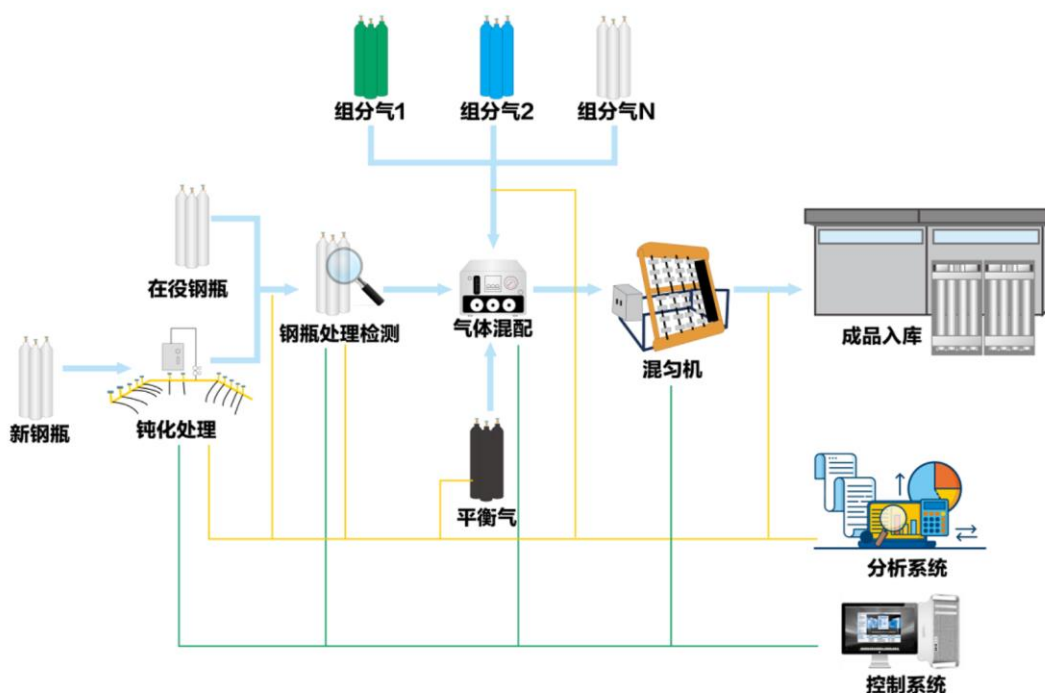 组分气1
组分气2
组分气N
在役钢瓶
钢瓶处理检测
气体混配
混匀机
成品入库
新钢瓶
钝化处理
平衡气
分析系统
控制系统